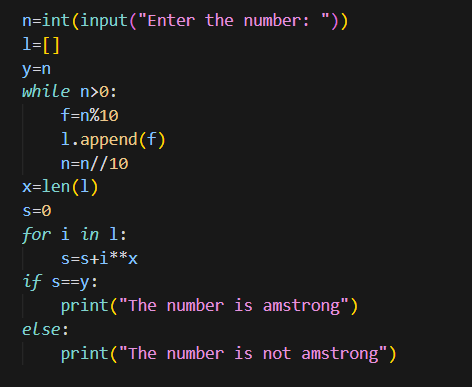 n=int(input("Enter the number: "))
l=[]
y=n
while n>0:
    f=n%10
    l.append(f)
    n=n//10
x=len(l)
s=0
for i in l:
    s=s+i**x
if s==y:
    print("The number is amstrong")
else:
    print("The number is not amstrong")